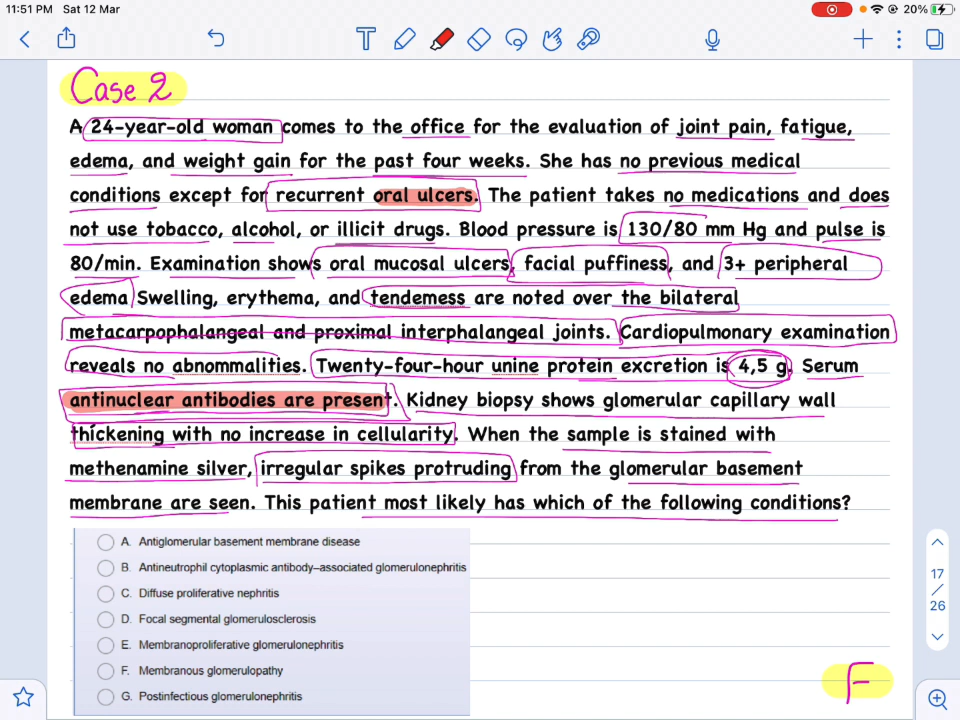 11:51 PM Sat 12 Mar
20%
T
Case 2
A 24-year-old woman comes to the office for the evaluation of joint pain, fatigue,
edema, and weight gain for the past four weeks. She has no previous medical
conditions except for recurrent oral ulcers. The patient takes no medications and does
not use tobacco, alcohol, or illicit drugs. Blood pressure is 130/80 mm Hg and pulse is
80/min. Examination shows oral mucosal ulcers, facial puffiness, and 3+ peripheral
edema Swelling, erythema, and tendemess are noted over the bilateral
metacarpophalangeal and proximal interphalangeal joints. Cardiopulmonary examination
reveals no abnommalities. Twenty-four-hour unine protein excretion is 4,5 g. Serum
antinuclear antibodies are present. Kidney biopsy shows glomerular capillary wall
thickening with no increase in cellularity. When the sample is stained with
methenamine silver, irregular spikes protruding from the glomerular basement
membrane are seen. This patient most likely has which of the following conditions?
A. Antiglomerular basement membrane disease
B. Antineutrophil cytoplasmic antibody–associated glomerulonephritis
C. Diffuse proliferative nephritis
D. Focal segmental glomerulosclerosis
E. Membranoproliferative glomerulonephritis
F. Membranous glomerulopathy
G. Postinfectious glomerulonephritis
17
/
26
F